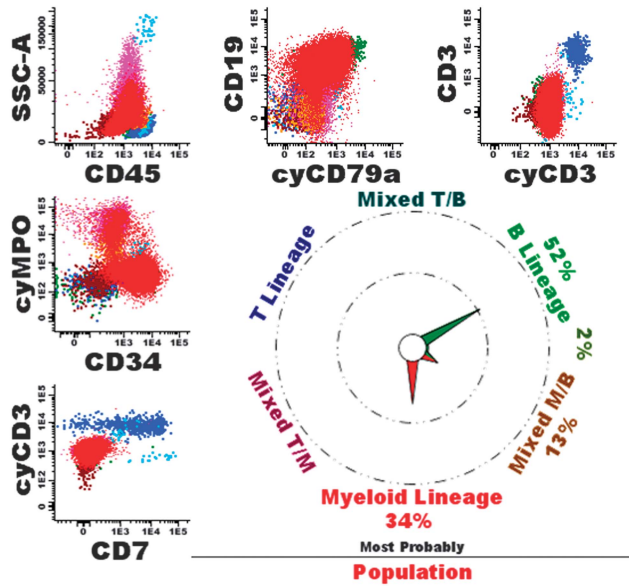 SSC-A
150000
50000
0
0 1E2 1E3 1E4 1E5
CD45
CD19
1E5
1E4
1E3
0
0 1E3 1E4 1E5
cyCD79a
CD3
1E5
1E4
1E3
0
0 1E2 1E3 1E4 1E5
cyCD3
cyMPO
1E5
1E4
1E3
1E2
0
0 1E3 1E4 1E5
CD34
cyCD3
1E5
1E4
1E3
1E2
0
0 1E3 1E4 1E5
CD7
Mixed T/B
52%
B Lineage
2%
Mixed M/B
13%
Myeloid Lineage
34%
Mixed T/M
T Lineage
Most Probably
Population